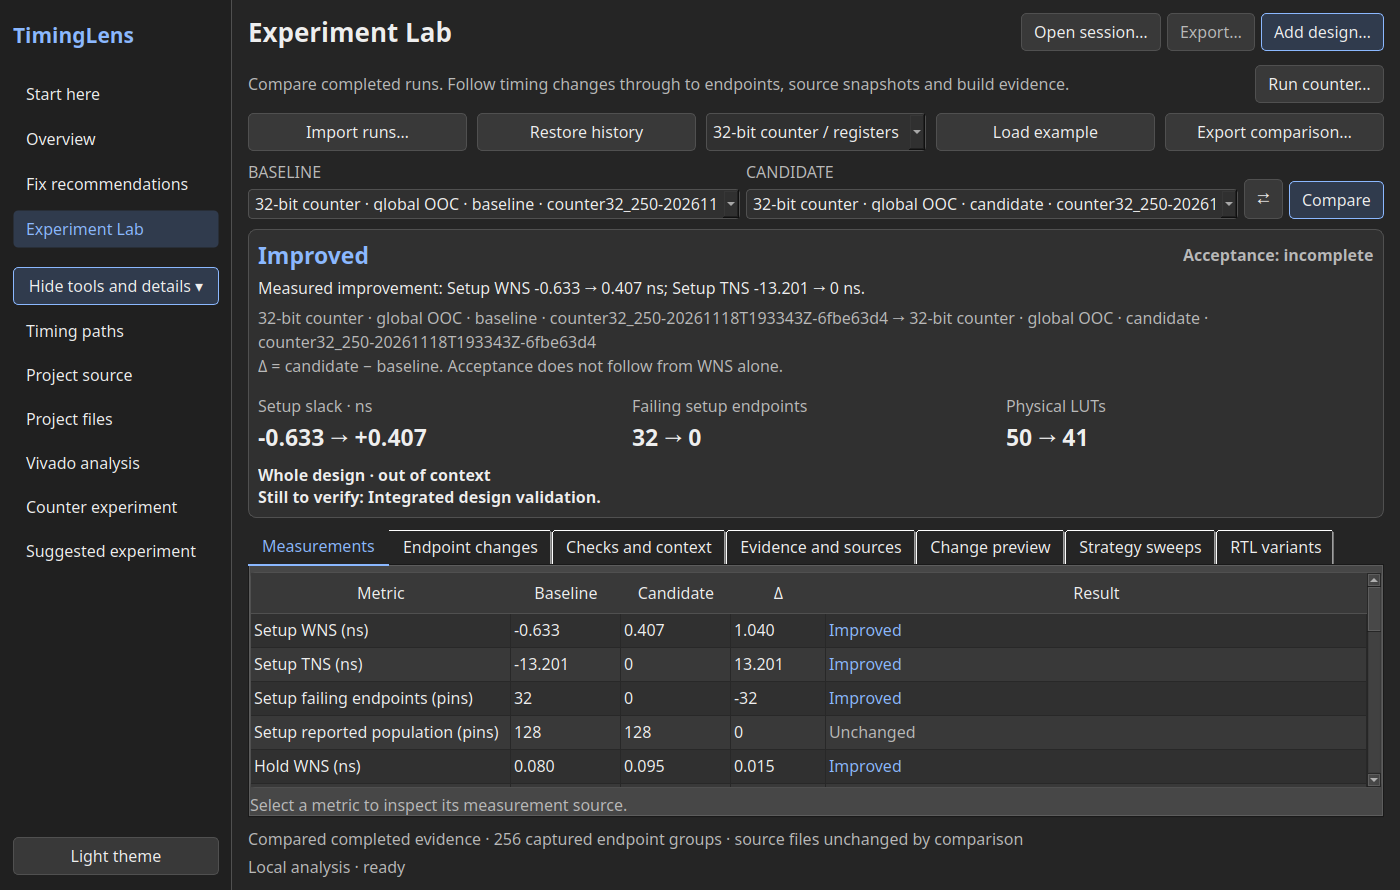 TimingLens
Start here
Overview
Fix recommendations
Experiment Lab
Hide tools and details ▾
Timing paths
Project source
Project files
Vivado analysis
Counter experiment
Suggested experiment
Light theme
Experiment Lab
Open session...
Export...
Add design...
Compare completed runs. Follow timing changes through to endpoints, source snapshots and build evidence.
Run counter...
Import runs...
Restore history
32-bit counter / registers
Load example
Export comparison...
BASELINE
CANDIDATE
32-bit counter · global OOC · baseline · counter32_250-202611
32-bit counter · global OOC · candidate · counter32_250-20261
⇄
Compare
Improved
Acceptance: incomplete
Measured improvement: Setup WNS -0.633 → 0.407 ns; Setup TNS -13.201 → 0 ns.
32-bit counter · global OOC · baseline · counter32_250-20261118T193343Z-6fbe63d4 → 32-bit counter · global OOC · candidate ·
counter32_250-20261118T193343Z-6fbe63d4
Δ = candidate − baseline. Acceptance does not follow from WNS alone.
Setup slack · ns
Failing setup endpoints
Physical LUTs
-0.633 → +0.407
32 → 0
50 → 41
Whole design · out of context
Still to verify: Integrated design validation.
Measurements
Endpoint changes
Checks and context
Evidence and sources
Change preview
Strategy sweeps
RTL variants
Metric Baseline Candidate Δ Result
Setup WNS (ns) -0.633 0.407 1.040 Improved
Setup TNS (ns) -13.201 0 13.201 Improved
Setup failing endpoints (pins) 32 0 -32 Improved
Setup reported population (pins) 128 128 0 Unchanged
Hold WNS (ns) 0.080 0.095 0.015 Improved
Select a metric to inspect its measurement source.
Compared completed evidence · 256 captured endpoint groups · source files unchanged by comparison
Local analysis · ready